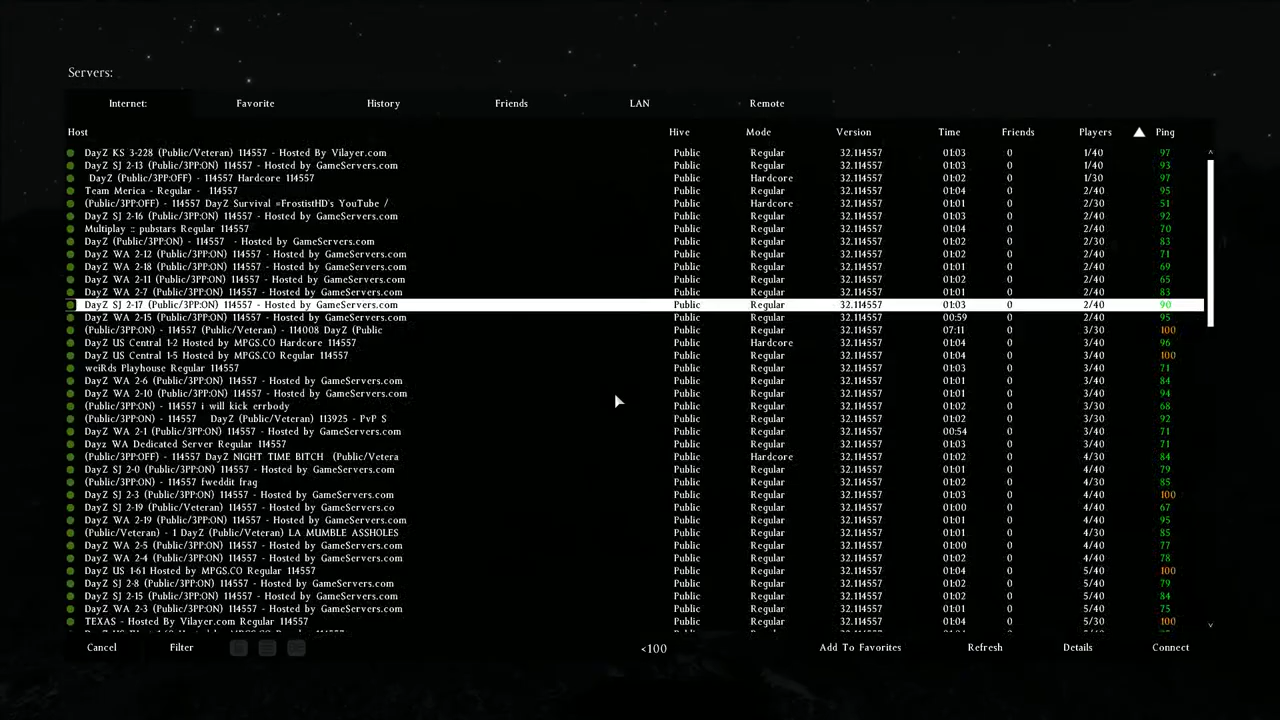 Servers:
Internet: Favorite History Friends LAN Remote
Host Hive Mode Version Time Friends Players Ping
DayZ KS 3-228 (Public/Veteran) 114557 - Hosted By Vilayer.com Public Regular 32.114557 01:03 0 1/40 97
DayZ SJ 2-13 (Public/3PP:ON) 114557 - Hosted by GameServers.com Public Regular 32.114557 01:03 0 1/40 93
DayZ (Public/3PP:OFF) - 114557 Hardcore 114557 Public Hardcore 32.114557 01:02 0 1/30 97
Team Merica - Regular - 114557 Public Regular 32.114557 01:04 0 2/40 95
(Public/3PP:OFF) - 114557 DayZ Survival =FrostistHD's YouTube / Public Hardcore 32.114557 01:01 0 2/30 51
DayZ SJ 2-16 (Public/3PP:ON) 114557 - Hosted by GameServers.com Public Regular 32.114557 01:03 0 2/40 92
Multiplay :: pubstars Regular 114557 Public Regular 32.114557 01:04 0 2/40 70
DayZ (Public/3PP:ON) - 114557 - Hosted by GameServers.com Public Regular 32.114557 01:02 0 2/30 83
DayZ WA 2-12 (Public/3PP:ON) 114557 - Hosted by GameServers.com Public Regular 32.114557 01:02 0 2/40 71
DayZ WA 2-18 (Public/3PP:ON) 114557 - Hosted by GameServers.com Public Regular 32.114557 01:01 0 2/40 69
DayZ WA 2-11 (Public/3PP:ON) 114557 - Hosted by GameServers.com Public Regular 32.114557 01:02 0 2/40 65
DayZ WA 2-7 (Public/3PP:ON) 114557 - Hosted by GameServers.com Public Regular 32.114557 01:01 0 2/40 83
DayZ SJ 2-17 (Public/3PP:ON) 114557 - Hosted by GameServers.com Public Regular 32.114557 01:03 0 2/40 90
DayZ WA 2-15 (Public/3PP:ON) 114557 - Hosted by GameServers.com Public Regular 32.114557 00:59 0 2/40 95
(Public/3PP:ON) - 114557 (Public/Veteran) - 114008 DayZ (Public Public Regular 32.114557 07:11 0 3/30 100
DayZ US Central 1-2 Hosted by MPGS.CO Hardcore 114557 Public Hardcore 32.114557 01:04 0 3/40 96
DayZ US Central 1-5 Hosted by MPGS.CO Regular 114557 Public Regular 32.114557 01:04 0 3/40 100
weiRds Playhouse Regular 114557 Public Regular 32.114557 01:03 0 3/40 71
DayZ WA 2-6 (Public/3PP:ON) 114557 - Hosted by GameServers.com Public Regular 32.114557 01:01 0 3/40 84
DayZ WA 2-10 (Public/3PP:ON) 114557 - Hosted by GameServers.com Public Regular 32.114557 01:01 0 3/40 94
(Public/3PP:ON) - 114557 i will kick errbody Public Regular 32.114557 01:02 0 3/30 68
(Public/3PP:ON) - 114557 DayZ (Public/Veteran) 113925 - PvP S Public Regular 32.114557 01:02 0 3/30 92
DayZ WA 2-1 (Public/3PP:ON) 114557 - Hosted by GameServers.com Public Regular 32.114557 00:54 0 3/40 71
DayZ WA Dedicated Server Regular 114557 Public Regular 32.114557 01:03 0 3/40 71
(Public/3PP:OFF) - 114557 DayZ NIGHT TIME BITCH (Public/Vetera Public Hardcore 32.114557 01:02 0 4/30 84
DayZ SJ 2-0 (Public/3PP:ON) 114557 - Hosted by GameServers.com Public Regular 32.114557 01:01 0 4/40 79
(Public/3PP:ON) - 114557 fweddit frag Public Regular 32.114557 01:02 0 4/30 85
DayZ SJ 2-3 (Public/3PP:ON) 114557 - Hosted by GameServers.com Public Regular 32.114557 01:03 0 4/40 100
DayZ SJ 2-19 (Public/Veteran) 114557 - Hosted by GameServers.co Public Regular 32.114557 01:00 0 4/40 67
DayZ WA 2-19 (Public/3PP:ON) 114557 - Hosted by GameServers.com Public Regular 32.114557 01:01 0 4/40 95
(Public/Veteran) - 1 DayZ (Public/Veteran) LA MUMBLE ASSHOLES Public Regular 32.114557 01:01 0 4/30 85
DayZ WA 2-5 (Public/3PP:ON) 114557 - Hosted by GameServers.com Public Regular 32.114557 01:00 0 4/40 77
DayZ WA 2-4 (Public/3PP:ON) 114557 - Hosted by GameServers.com Public Regular 32.114557 01:02 0 4/40 78
DayZ US 1-61 Hosted by MPGS.CO Regular 114557 Public Regular 32.114557 01:04 0 5/40 100
DayZ SJ 2-8 (Public/3PP:ON) 114557 - Hosted by GameServers.com Public Regular 32.114557 01:02 0 5/40 79
DayZ SJ 2-15 (Public/3PP:ON) 114557 - Hosted by GameServers.com Public Regular 32.114557 01:02 0 5/40 84
DayZ WA 2-3 (Public/3PP:ON) 114557 - Hosted by GameServers.com Public Regular 32.114557 01:01 0 5/40 75
TEXAS - Hosted By Vilayer.com Regular 114557 Public Regular 32.114557 01:04 0 5/30 100
Cancel Filter <100 Add To Favorites Refresh Details Connect